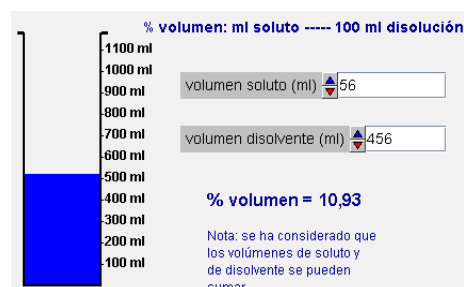 % volumen: ml soluto ----- 100 ml disolución
1100 ml
1000 ml
900 ml
800 ml
700 ml
600 ml
500 ml
400 ml
300 ml
200 ml
100 ml
volumen soluto (ml) 56
volumen disolvente (ml) 456
% volumen = 10,93
Nota: se ha considerado que
los volúmenes de soluto y
de disolvente se pueden
sumar